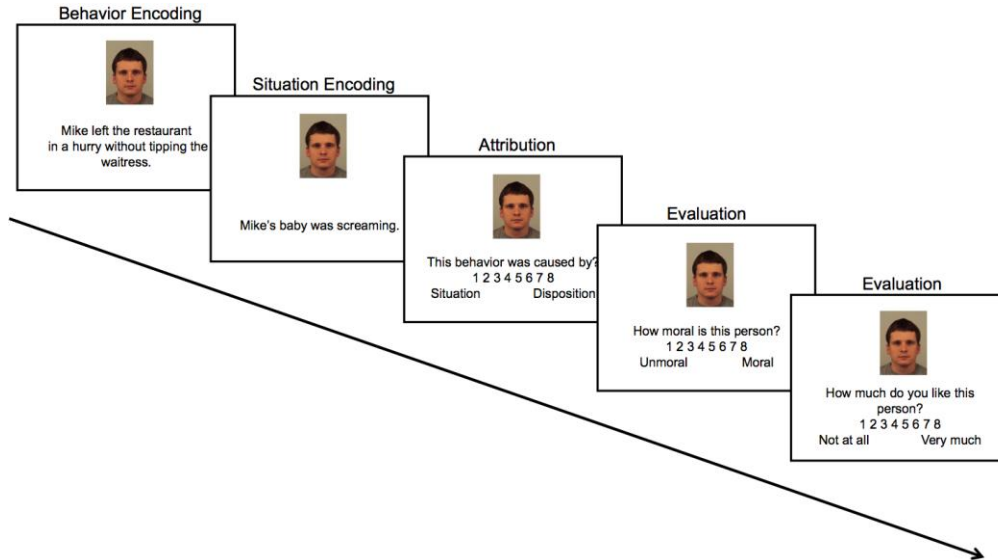 Behavior Encoding
Mike left the restaurant
in a hurry without tipping the
waitress.
Situation Encoding
Mike's baby was screaming.
Attribution
This behavior was caused by?
1 2 3 4 5 6 7 8
Situation Disposition
Evaluation
How moral is this person?
1 2 3 4 5 6 7 8
Unmoral Moral
Evaluation
How much do you like this
person?
1 2 3 4 5 6 7 8
Not at all Very much